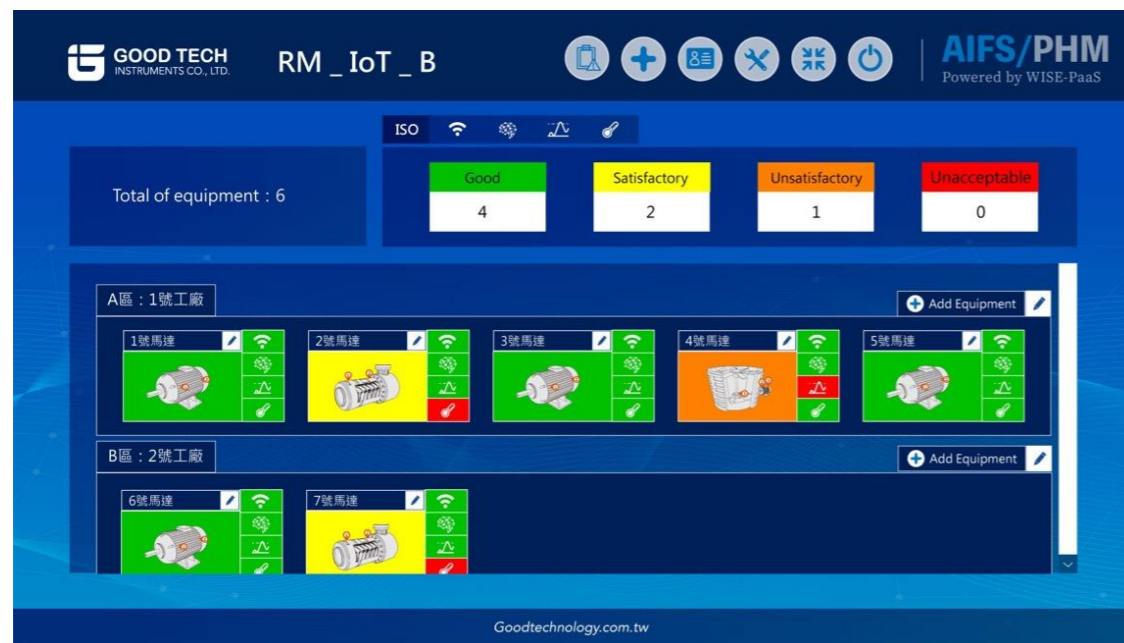 GOOD TECH
INSTRUMENTS CO., LTD.
RM _ IoT _ B
AIFS/PHM
Powered by WISE-PaaS
ISO
Total of equipment : 6
Good
Satisfactory
Unsatisfactory
Unacceptable
4
2
1
0
A區：1號工廠
Add Equipment
1號馬達
2號馬達
3號馬達
4號馬達
5號馬達
B區：2號工廠
Add Equipment
6號馬達
7號馬達
Goodtechnology.com.tw